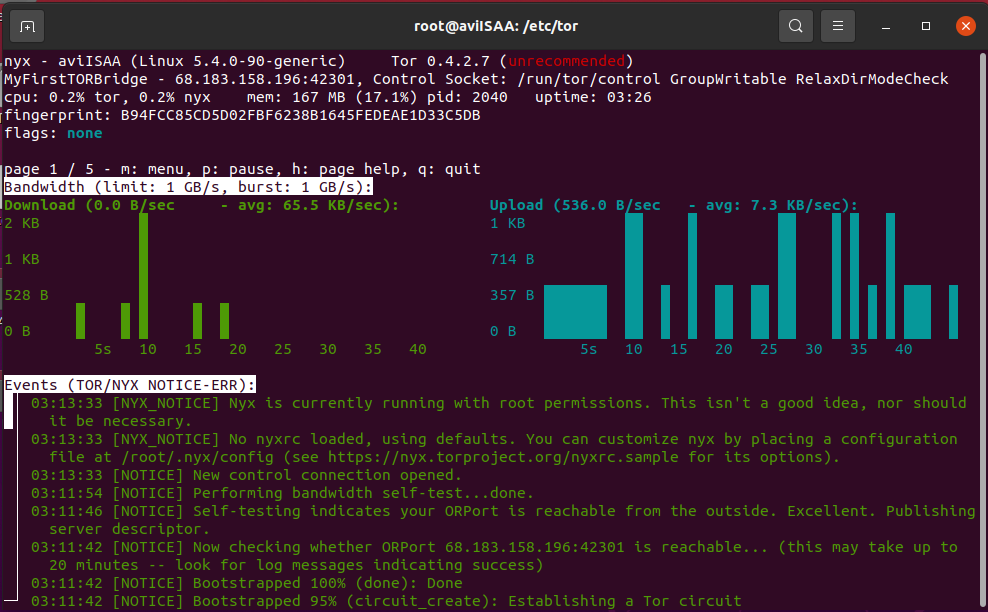 root@aviISAA: /etc/tor
nyx - aviISAA (Linux 5.4.0-90-generic)     Tor 0.4.2.7 (unrecommended)
MyFirstTORBridge - 68.183.158.196:42301, Control Socket: /run/tor/control GroupWritable RelaxDirModeCheck
cpu: 0.2% tor, 0.2% nyx    mem: 167 MB (17.1%) pid: 2040   uptime: 03:26
fingerprint: B94FCC85CD5D02FBF6238B1645FEDEAE1D33C5DB
flags: none
page 1 / 5 - m: menu, p: pause, h: page help, q: quit
Bandwidth (limit: 1 GB/s, burst: 1 GB/s):
Download (0.0 B/sec     - avg: 65.5 KB/sec):          Upload (536.0 B/sec   - avg: 7.3 KB/sec):
2 KB          1 KB
1 KB          714 B
528 B          357 B
0 B          0 B
5s   10   15   20   25   30   35   40          5s   10   15   20   25   30   35   40
Events (TOR/NYX NOTICE-ERR):
03:13:33 [NYX_NOTICE] Nyx is currently running with root permissions. This isn't a good idea, nor should
it be necessary.
03:13:33 [NYX_NOTICE] No nyxrc loaded, using defaults. You can customize nyx by placing a configuration
file at /root/.nyx/config (see https://nyx.torproject.org/nyxrc.sample for its options).
03:13:33 [NOTICE] New control connection opened.
03:11:54 [NOTICE] Performing bandwidth self-test...done.
03:11:46 [NOTICE] Self-testing indicates your ORPort is reachable from the outside. Excellent. Publishing
server descriptor.
03:11:42 [NOTICE] Now checking whether ORPort 68.183.158.196:42301 is reachable... (this may take up to
20 minutes -- look for log messages indicating success)
03:11:42 [NOTICE] Bootstrapped 100% (done): Done
03:11:42 [NOTICE] Bootstrapped 95% (circuit_create): Establishing a Tor circuit